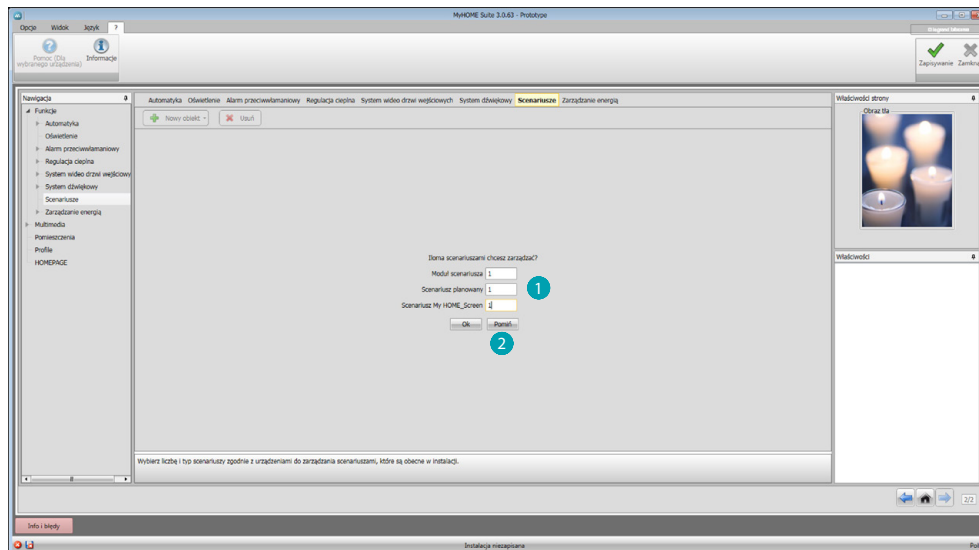 MyHOME Suite 3.0.63 - Prototype
Opcje Widok Język ?
Pomoc (Dla wybranego urządzenia)
Informacje
Zapisywanie
Nawigacja
Funkcje
Automatyka
Oświetlenie
Alarm przeciwwłamaniowy
Regulacja cieplna
System wideo drzwi wejściowy
System dźwiękowy
Scenariusze
Zarządzanie energią
Multimedia
Pomieszczenia
Profile
HOMEPAGE
Automatyka Oświetlenie Alarm przeciwwłamaniowy Regulacja cieplna System wideo drzwi wejściowych System dźwiękowy Scenariusze Zarządzanie energią
Nowy obiekt Usuń
Iloma scenariuszami chcesz zarządzać?
Moduł scenariusza 1
Scenariusz planowany 1
1
Scenariusz My HOME_Screen 1
Ok Pomiń
2
Wybierz liczbę i typ scenariuszy zgodnie z urządzeniami do zarządzania scenariuszami, które są obecne w instalacji.
Właściwości strony
Obraz tła
Właściwości
2/2
Info i błędy
Instalacja niezapisana